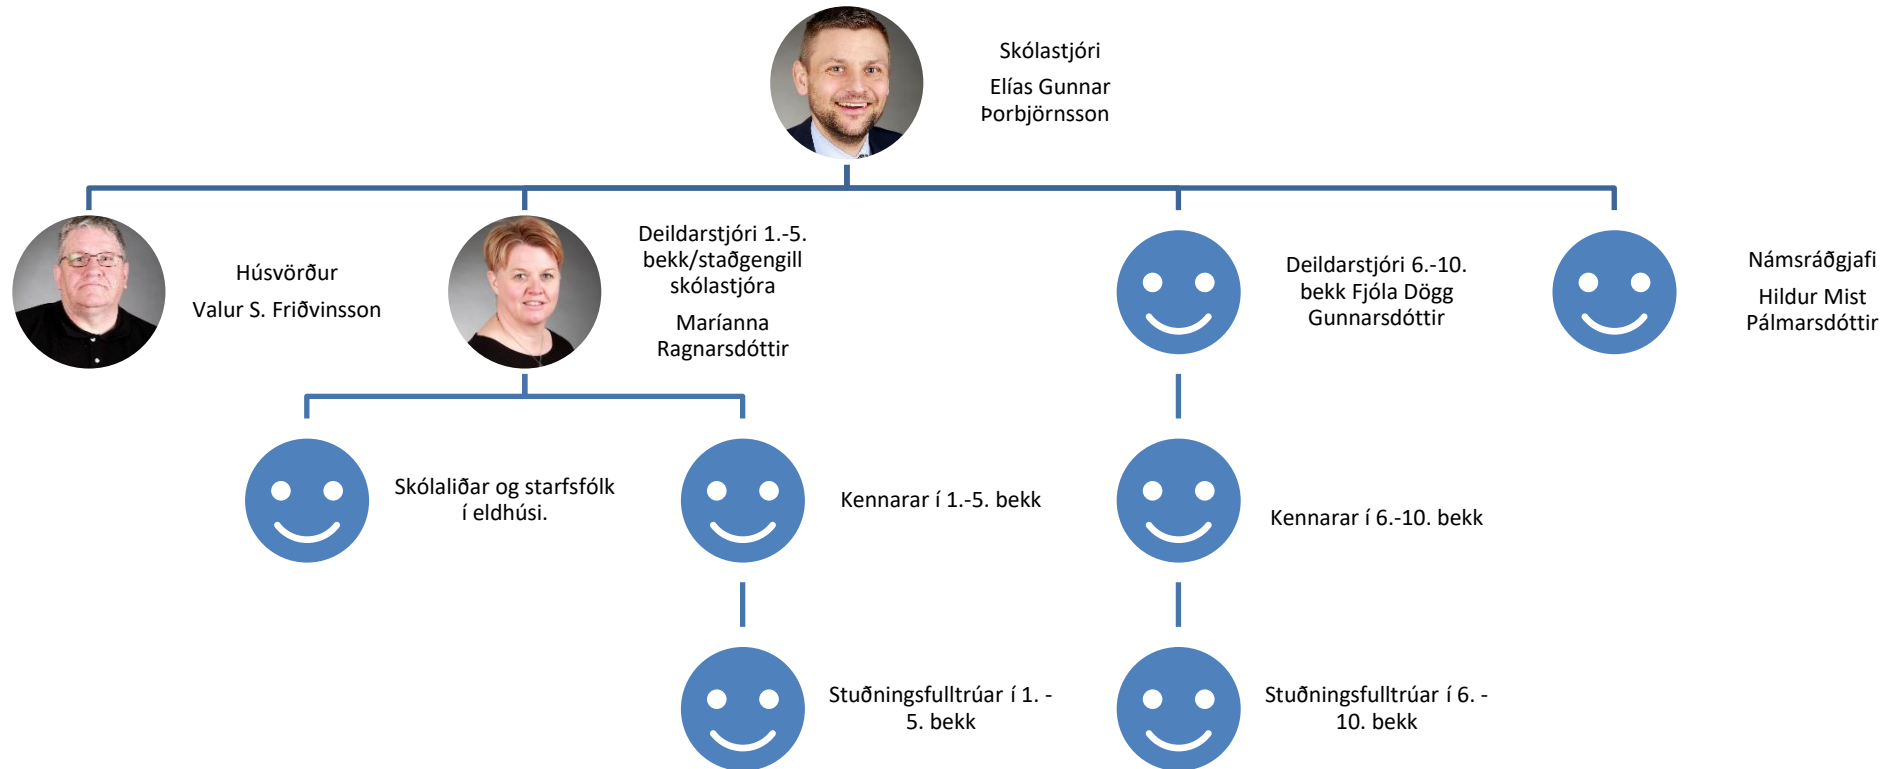 Skólastjóri
Elías Gunnar
Þorbjörnsson
Húsvörður
Valur S. Friðvinsson
Deildarstjóri 1.-5.
bekk/staðgengill
skólastjóra
Maríanna
Ragnarsdóttir
Deildarstjóri 6.-10.
bekk Fjóla Dögg
Gunnarsdóttir
Námsráðgjafi
Hildur Mist
Pálmarsdóttir
Skólaliðar og starfsfólk
í eldhúsi.
Kennarar í 1.-5. bekk
Kennarar í 6.-10. bekk
Stuðningsfulltrúar í 1. -
5. bekk
Stuðningsfulltrúar í 6. -
10. bekk